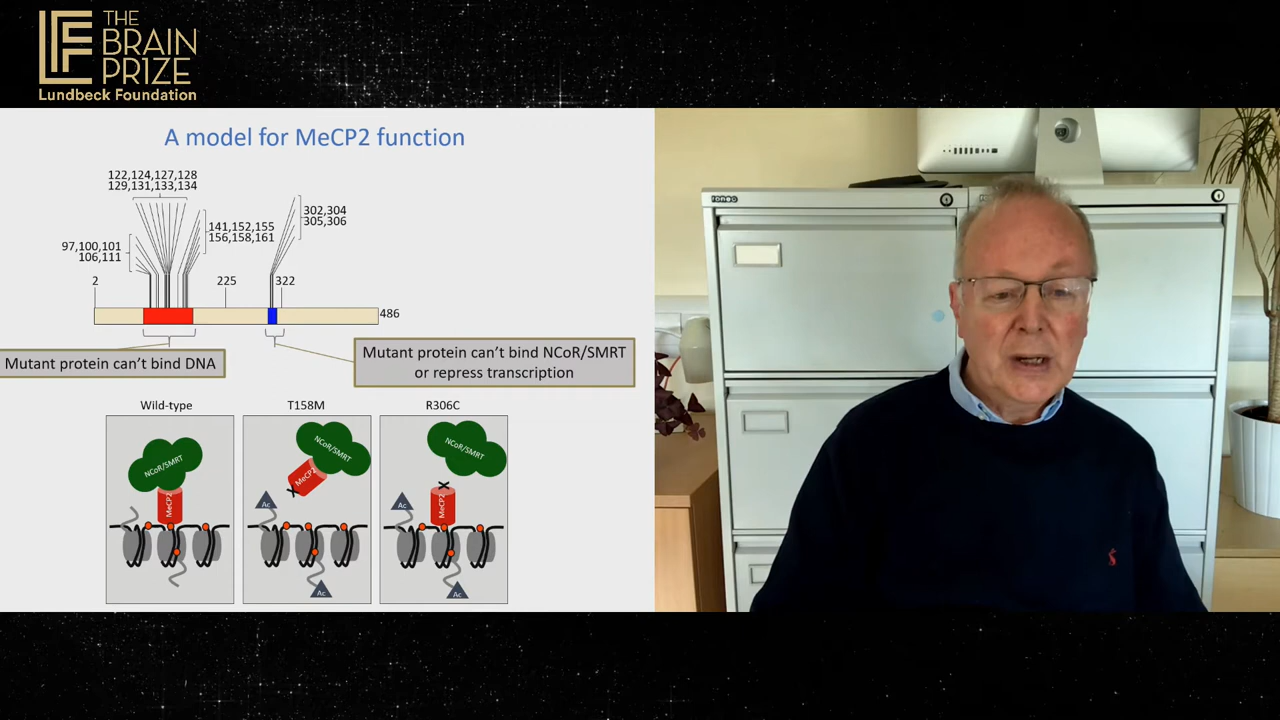 THE
BRAIN
PRIZE
Lundbeck Foundation
A model for MeCP2 function
122,124,127,128
129,131,133,134
302,304
305,306
141,152,155
156,158,161
97,100,101
106,111
2
225
322
486
Mutant protein can't bind DNA
Mutant protein can't bind NCoR/SMRT
or repress transcription
Wild-type
T158M
R306C
NCoR/SMRT
MeCP2
NCoR/SMRT
MeCP2
X
Ac
Ac
NCoR/SMRT
X
MeCP2
Ac
Ac
roneo